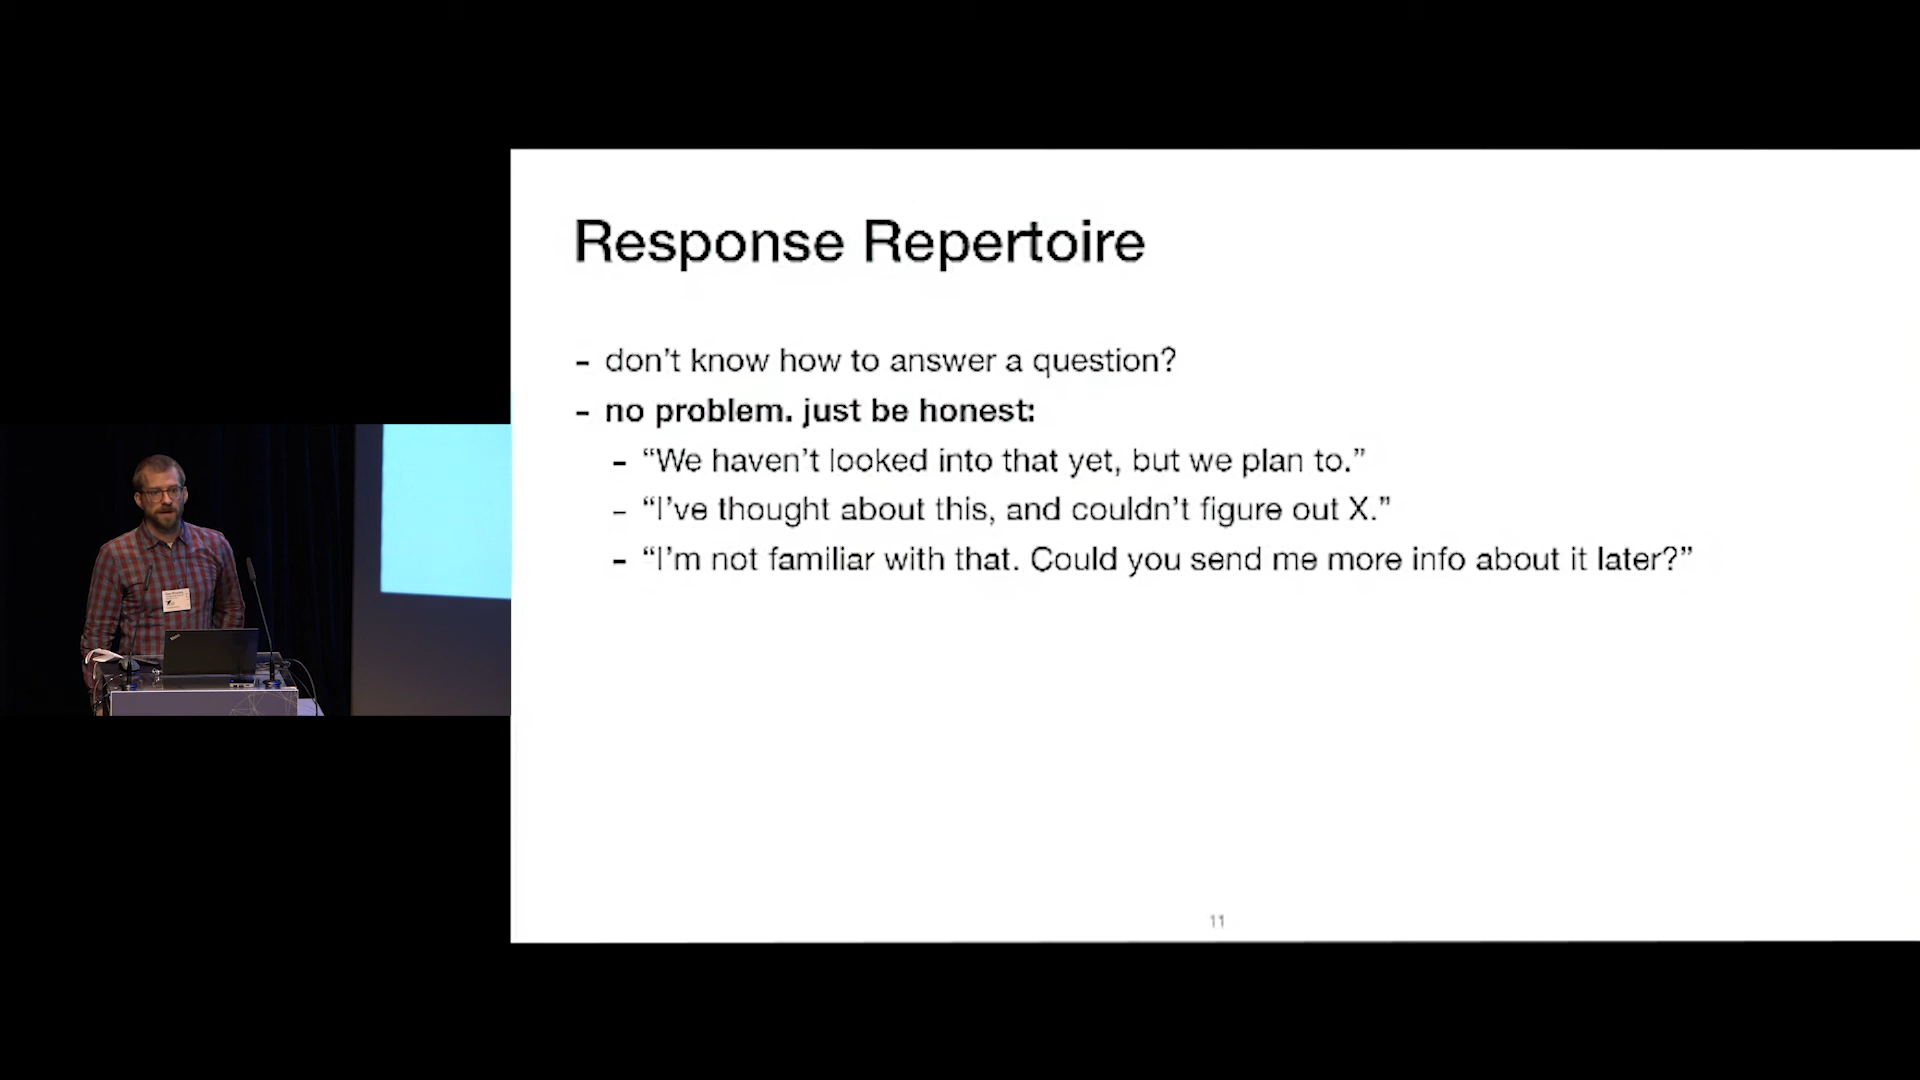 Response Repertoire
- don't know how to answer a question?
- no problem. just be honest:
- “We haven't looked into that yet, but we plan to.”
- “I've thought about this, and couldn't figure out X.”
- “I'm not familiar with that. Could you send me more info about it later?”
11